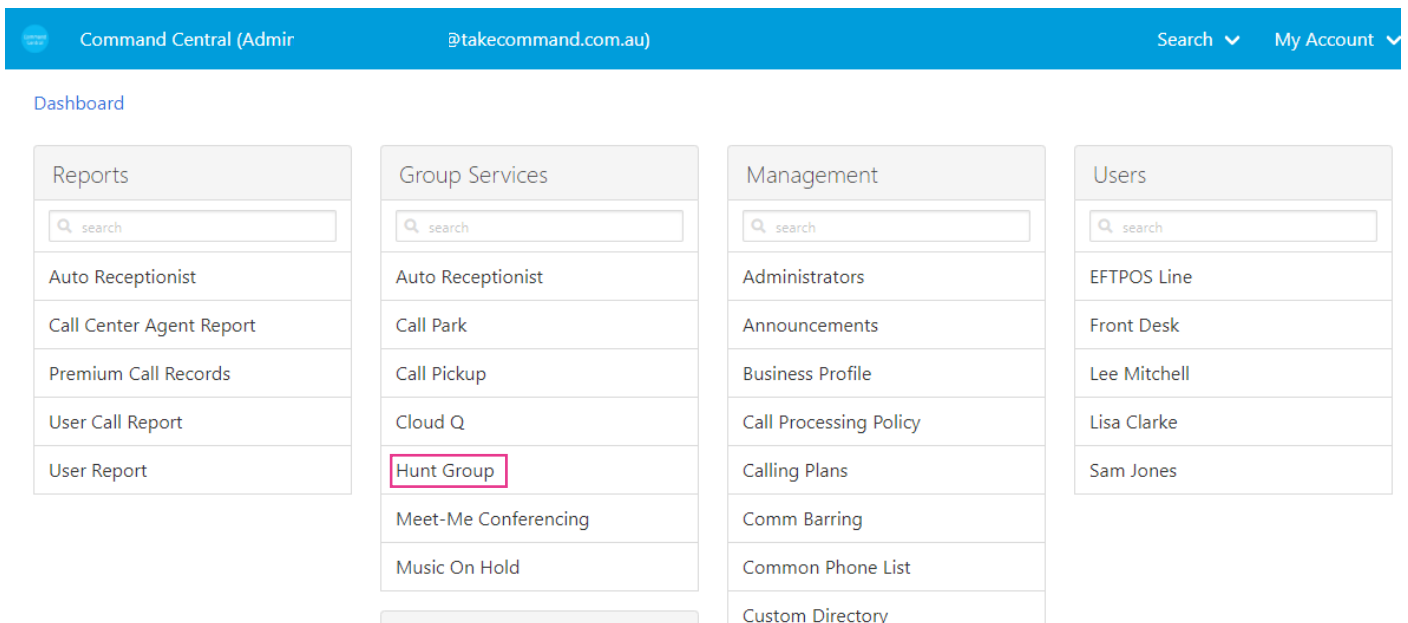 Command Central (Admin @takecommand.com.au)
Search
My Account
Dashboard
Reports
search
Auto Receptionist
Call Center Agent Report
Premium Call Records
User Call Report
User Report
Group Services
search
Auto Receptionist
Call Park
Call Pickup
Cloud Q
Hunt Group
Meet-Me Conferencing
Music On Hold
Management
search
Administrators
Announcements
Business Profile
Call Processing Policy
Calling Plans
Comm Barring
Common Phone List
Custom Directory
Users
search
EFTPOS Line
Front Desk
Lee Mitchell
Lisa Clarke
Sam Jones